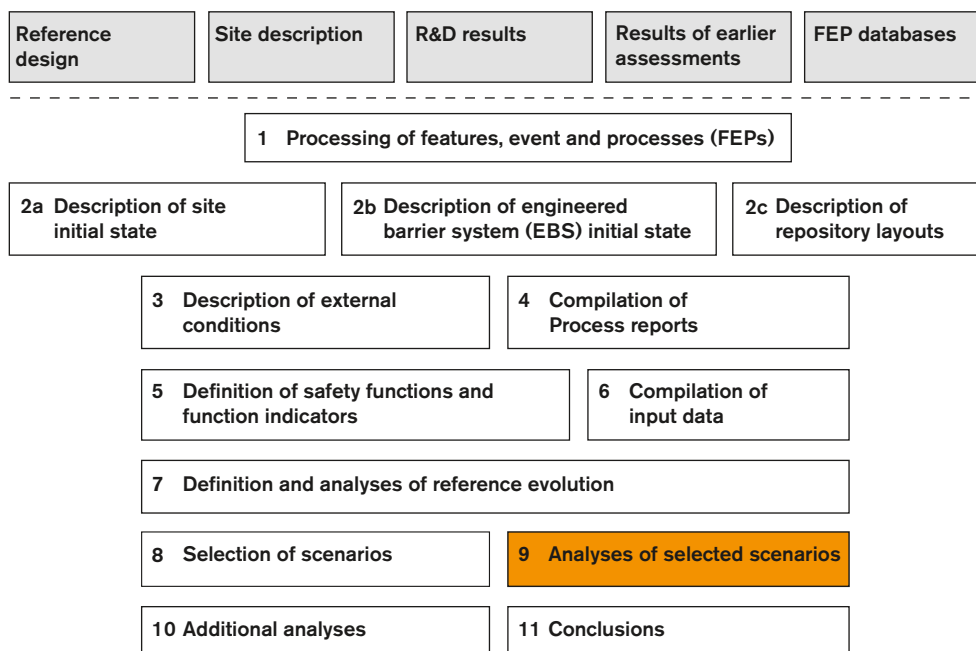 Reference
design
Site description
R&D results
Results of earlier
assessments
FEP databases
1 Processing of features, event and processes (FEPs)
2a Description of site
initial state
2b Description of engineered
barrier system (EBS) initial state
2c Description of
repository layouts
3 Description of external
conditions
4 Compilation of
Process reports
5 Definition of safety functions and
function indicators
6 Compilation of
input data
7 Definition and analyses of reference evolution
8 Selection of scenarios
9 Analyses of selected scenarios
10 Additional analyses
11 Conclusions